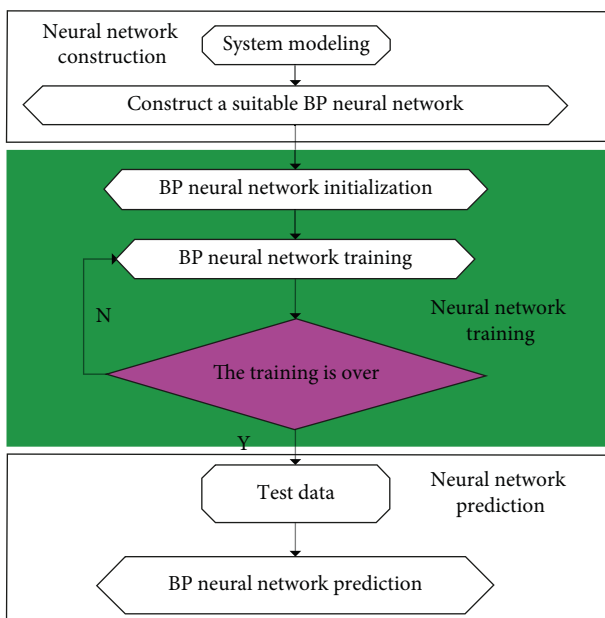 Neural network
construction
System modeling
Construct a suitable BP neural network
BP neural network initialization
BP neural network training
N
Neural network
training
The training is over
Y
Test data
Neural network
prediction
BP neural network prediction